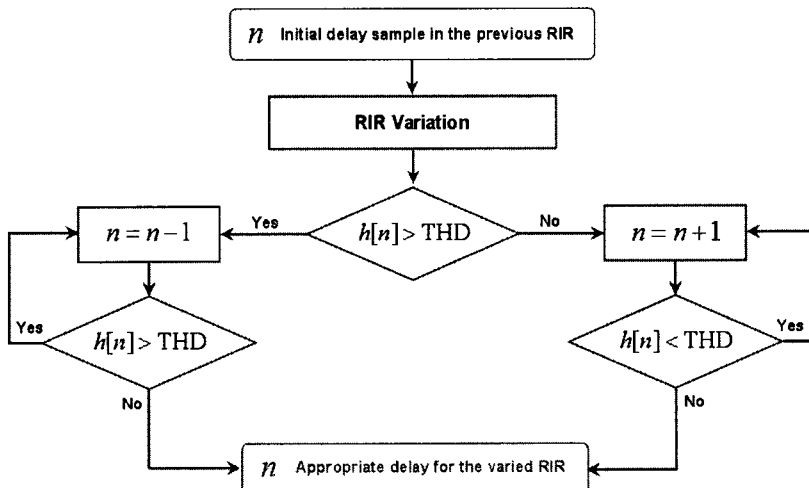 n Initial delay sample in the previous RIR
RIR Variation
Yes
h[n] > THD
No
n = n − 1
n = n + 1
Yes
h[n] > THD
h[n] < THD
Yes
No
No
n Appropriate delay for the varied RIR